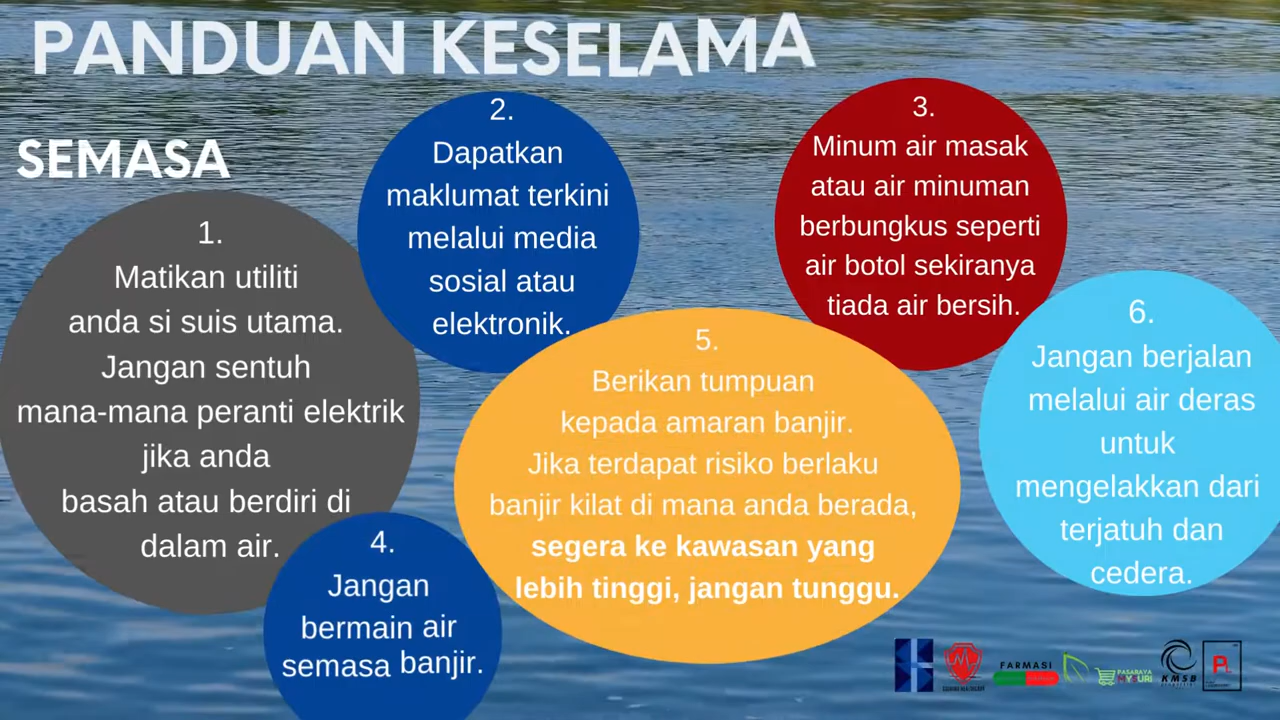 PANDUAN KESELAMA
SEMASA
1.
Matikan utiliti
anda si suis utama.
Jangan sentuh
mana-mana peranti elektrik
jika anda
basah atau berdiri di
dalam air.
2.
Dapatkan
maklumat terkini
melalui media
sosial atau
elektronik.
3.
Minum air masak
atau air minuman
berbungkus seperti
air botol sekiranya
tiada air bersih.
4.
Jangan
bermain air
semasa banjir.
5.
Berikan tumpuan
kepada amaran banjir.
Jika terdapat risiko berlaku
banjir kilat di mana anda berada,
segera ke kawasan yang
lebih tinggi, jangan tunggu.
6.
Jangan berjalan
melalui air deras
untuk
mengelakkan dari
terjatuh dan
cedera.
FARMASI
PASARAYA
KMSB